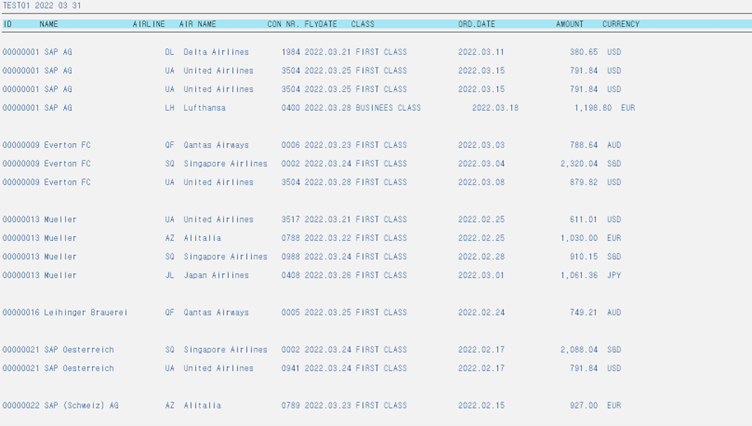 TEST01 2022 03 31
ID NAME AIRLINE AIR NAME CON NR. FLYDATE CLASS ORD.DATE AMOUNT CURRENCY
00000001 SAP AG DL Delta Airlines 1984 2022.03.21 FIRST CLASS 2022.03.11 380.65 USD
00000001 SAP AG UA United Airlines 3504 2022.03.25 FIRST CLASS 2022.03.15 791.84 USD
00000001 SAP AG UA United Airlines 3504 2022.03.25 FIRST CLASS 2022.03.15 791.84 USD
00000001 SAP AG LH Lufthansa 0400 2022.03.28 BUSINEES CLASS 2022.03.18 1,198.80 EUR
00000009 Everton FC QF Qantas Airways 0006 2022.03.23 FIRST CLASS 2022.03.03 788.64 AUD
00000009 Everton FC SQ Singapore Airlines 0002 2022.03.24 FIRST CLASS 2022.03.04 2,320.04 SGD
00000009 Everton FC UA United Airlines 3504 2022.03.28 FIRST CLASS 2022.03.08 879.82 USD
00000013 Mueller UA United Airlines 3517 2022.03.21 FIRST CLASS 2022.02.25 611.01 USD
00000013 Mueller AZ Alitalia 0788 2022.03.22 FIRST CLASS 2022.02.25 1,030.00 EUR
00000013 Mueller SQ Singapore Airlines 0988 2022.03.24 FIRST CLASS 2022.02.28 910.15 SGD
00000013 Mueller JL Japan Airlines 0408 2022.03.26 FIRST CLASS 2022.03.01 1,061.36 JPY
00000016 Leihinger Brauerei QF Qantas Airways 0005 2022.03.25 FIRST CLASS 2022.02.24 749.21 AUD
00000021 SAP Oesterreich SQ Singapore Airlines 0002 2022.03.24 FIRST CLASS 2022.02.17 2,088.04 SGD
00000021 SAP Oesterreich UA United Airlines 0941 2022.03.24 FIRST CLASS 2022.02.17 791.84 USD
00000022 SAP (Schweiz) AG AZ Alitalia 0789 2022.03.23 FIRST CLASS 2022.02.15 927.00 EUR